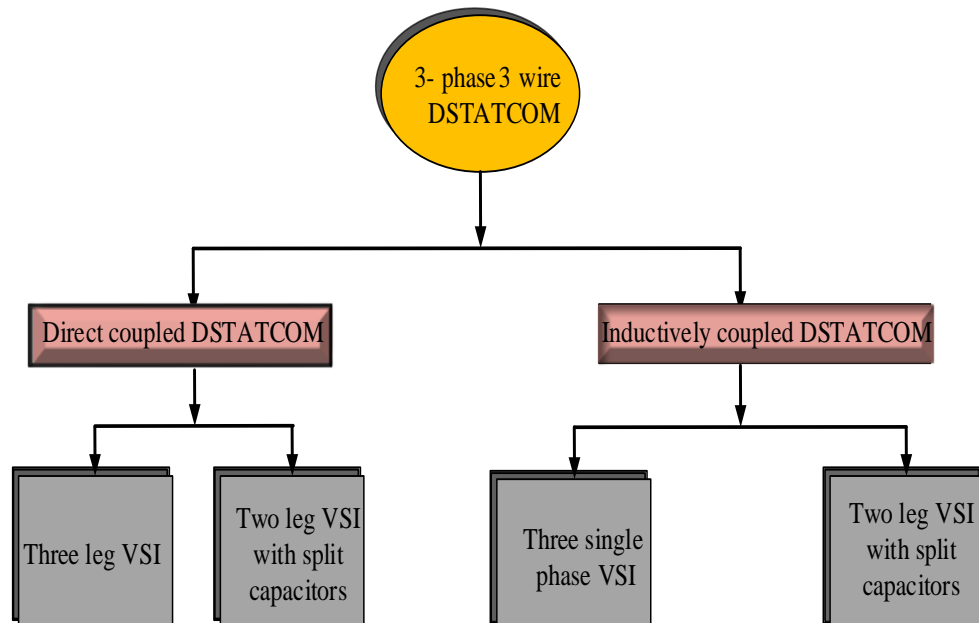 3- phase 3 wire
DSTATCOM
Direct coupled DSTATCOM
Inductively coupled DSTATCOM
Three leg VSI
Two leg VSI
with split
capacitors
Three single
phase VSI
Two leg VSI
with split
capacitors